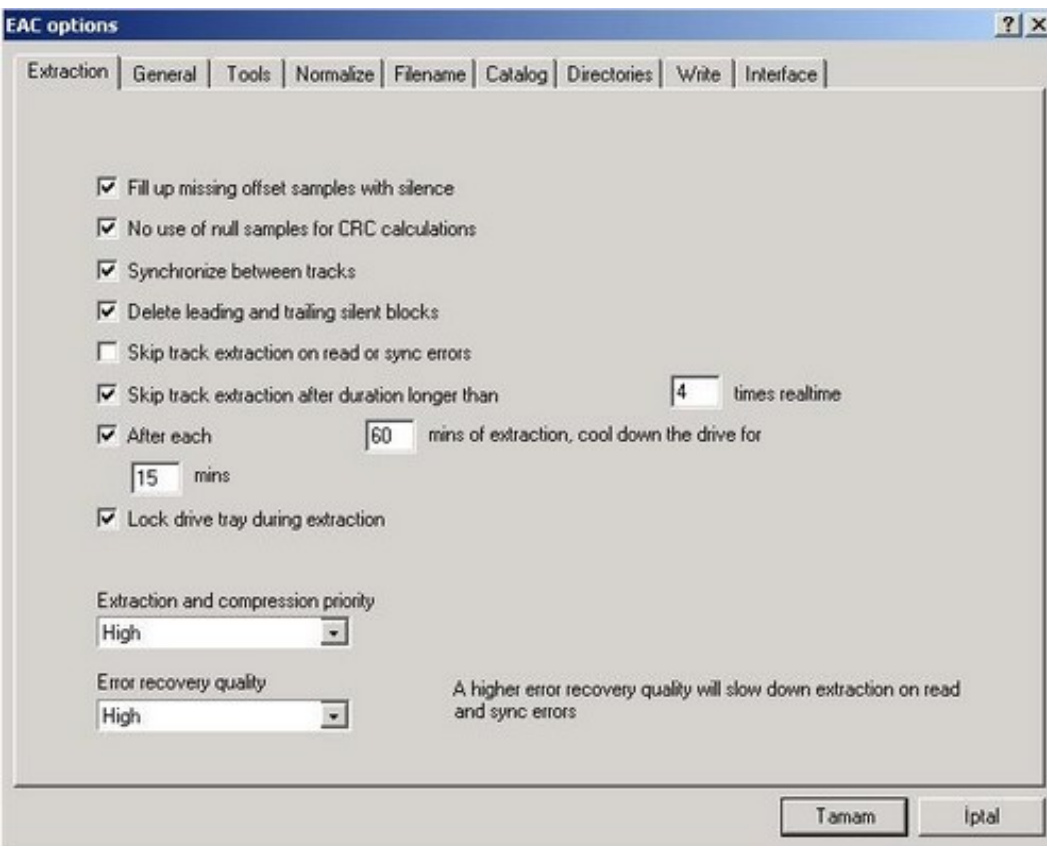 EAC options
Extraction General Tools Normalize Filename Catalog Directories Write Interface
Fill up missing offset samples with silence
No use of null samples for CRC calculations
Synchronize between tracks
Delete leading and trailing silent blocks
Skip track extraction on read or sync errors
Skip track extraction after duration longer than 4 times realtime
After each 60 mins of extraction, cool down the drive for
15 mins
Lock drive tray during extraction
Extraction and compression priority
High
Error recovery quality
High
A higher error recovery quality will slow down extraction on read
and sync errors
Tamam İptal